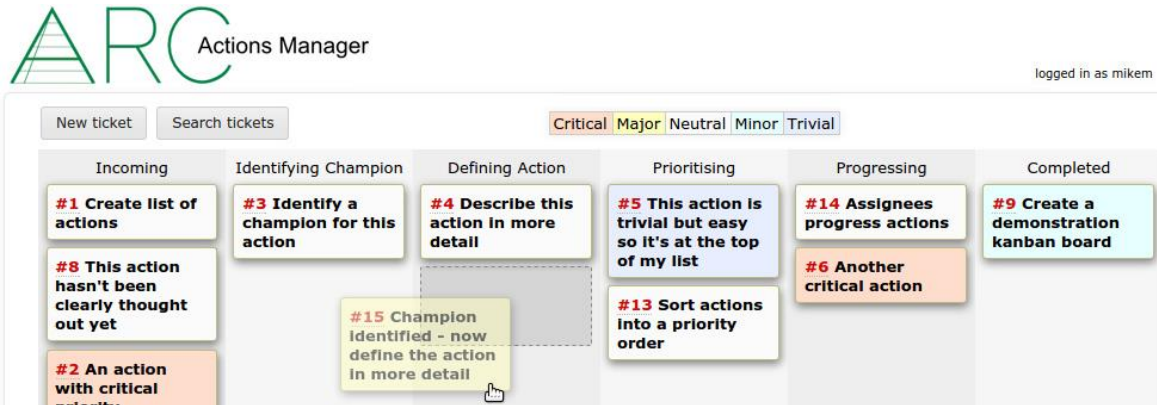 ARC Actions Manager
logged in as mikem
New ticket Search tickets
Critical Major Neutral Minor Trivial
Incoming
#1 Create list of
actions
#8 This action
hasn't been
clearly thought
out yet
#2 An action
with critical
priority
Identifying Champion
#3 Identify a
champion for this
action
Defining Action
#4 Describe this
action in more
detail
#15 Champion
identified - now
define the action
in more detail
Prioritising
#5 This action is
trivial but easy
so it's at the top
of my list
#13 Sort actions
into a priority
order
Progressing
#14 Assignees
progress actions
#6 Another
critical action
Completed
#9 Create a
demonstration
kanban board